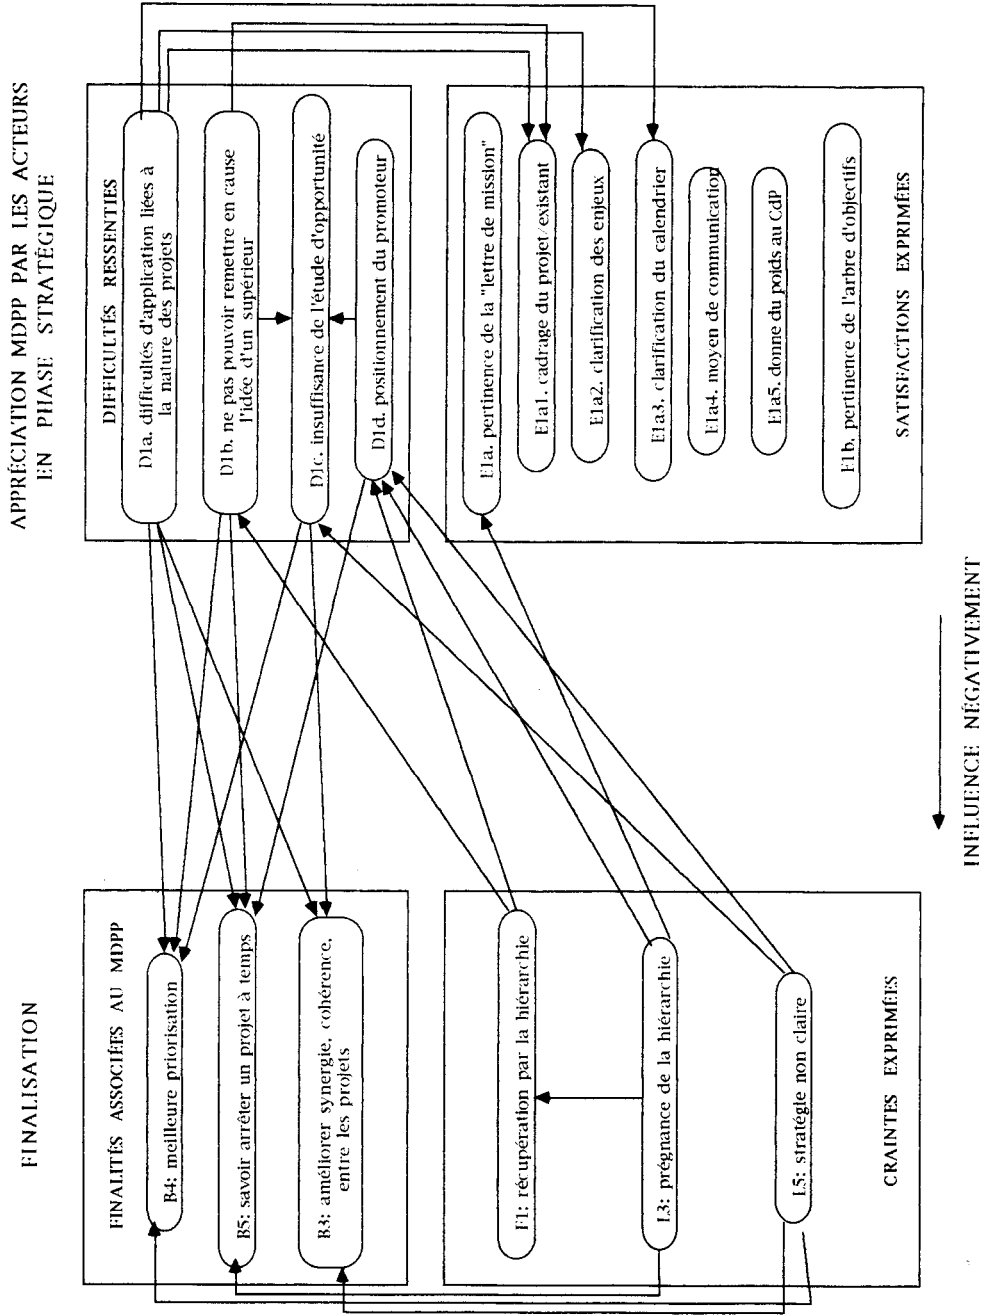 FINALISATION
FINALITÉS ASSOCIÉES AU MDPP
B4: meilleure priorisation
B5: savoir arrêter un projet à temps
B3: améliorer synergie, cohérence,
entre les projets
F1: récupération par la hiérarchie
L3: prégnance de la hiérarchie
L5: stratégie non claire
CRAINTES EXPRIMÉES
APPRÉCIATION MDPP PAR LES ACTEURS
EN PHASE STRATÉGIQUE
DIFFICULTÉS RESSENTIES
D1a. difficultés d'application liées à
la nature des projets
D1b. ne pas pouvoir remettre en cause
l'idée d'un supérieur
D1c. insuffisance de l'étude d'opportunité
D1d. positionnement du promoteur
E1a. pertinence de la "lettre de mission"
E1a1. cadrage du projet/existant
E1a2. clarification des enjeux
E1a3. clarification du calendrier
E1a4. moyen de communication
E1a5. donne du poids au CdP
E1b. pertinence de l'arbre d'objectifs
SATISFACTIONS EXPRIMÉES
INFLUENCE NÉGATIVEMENT